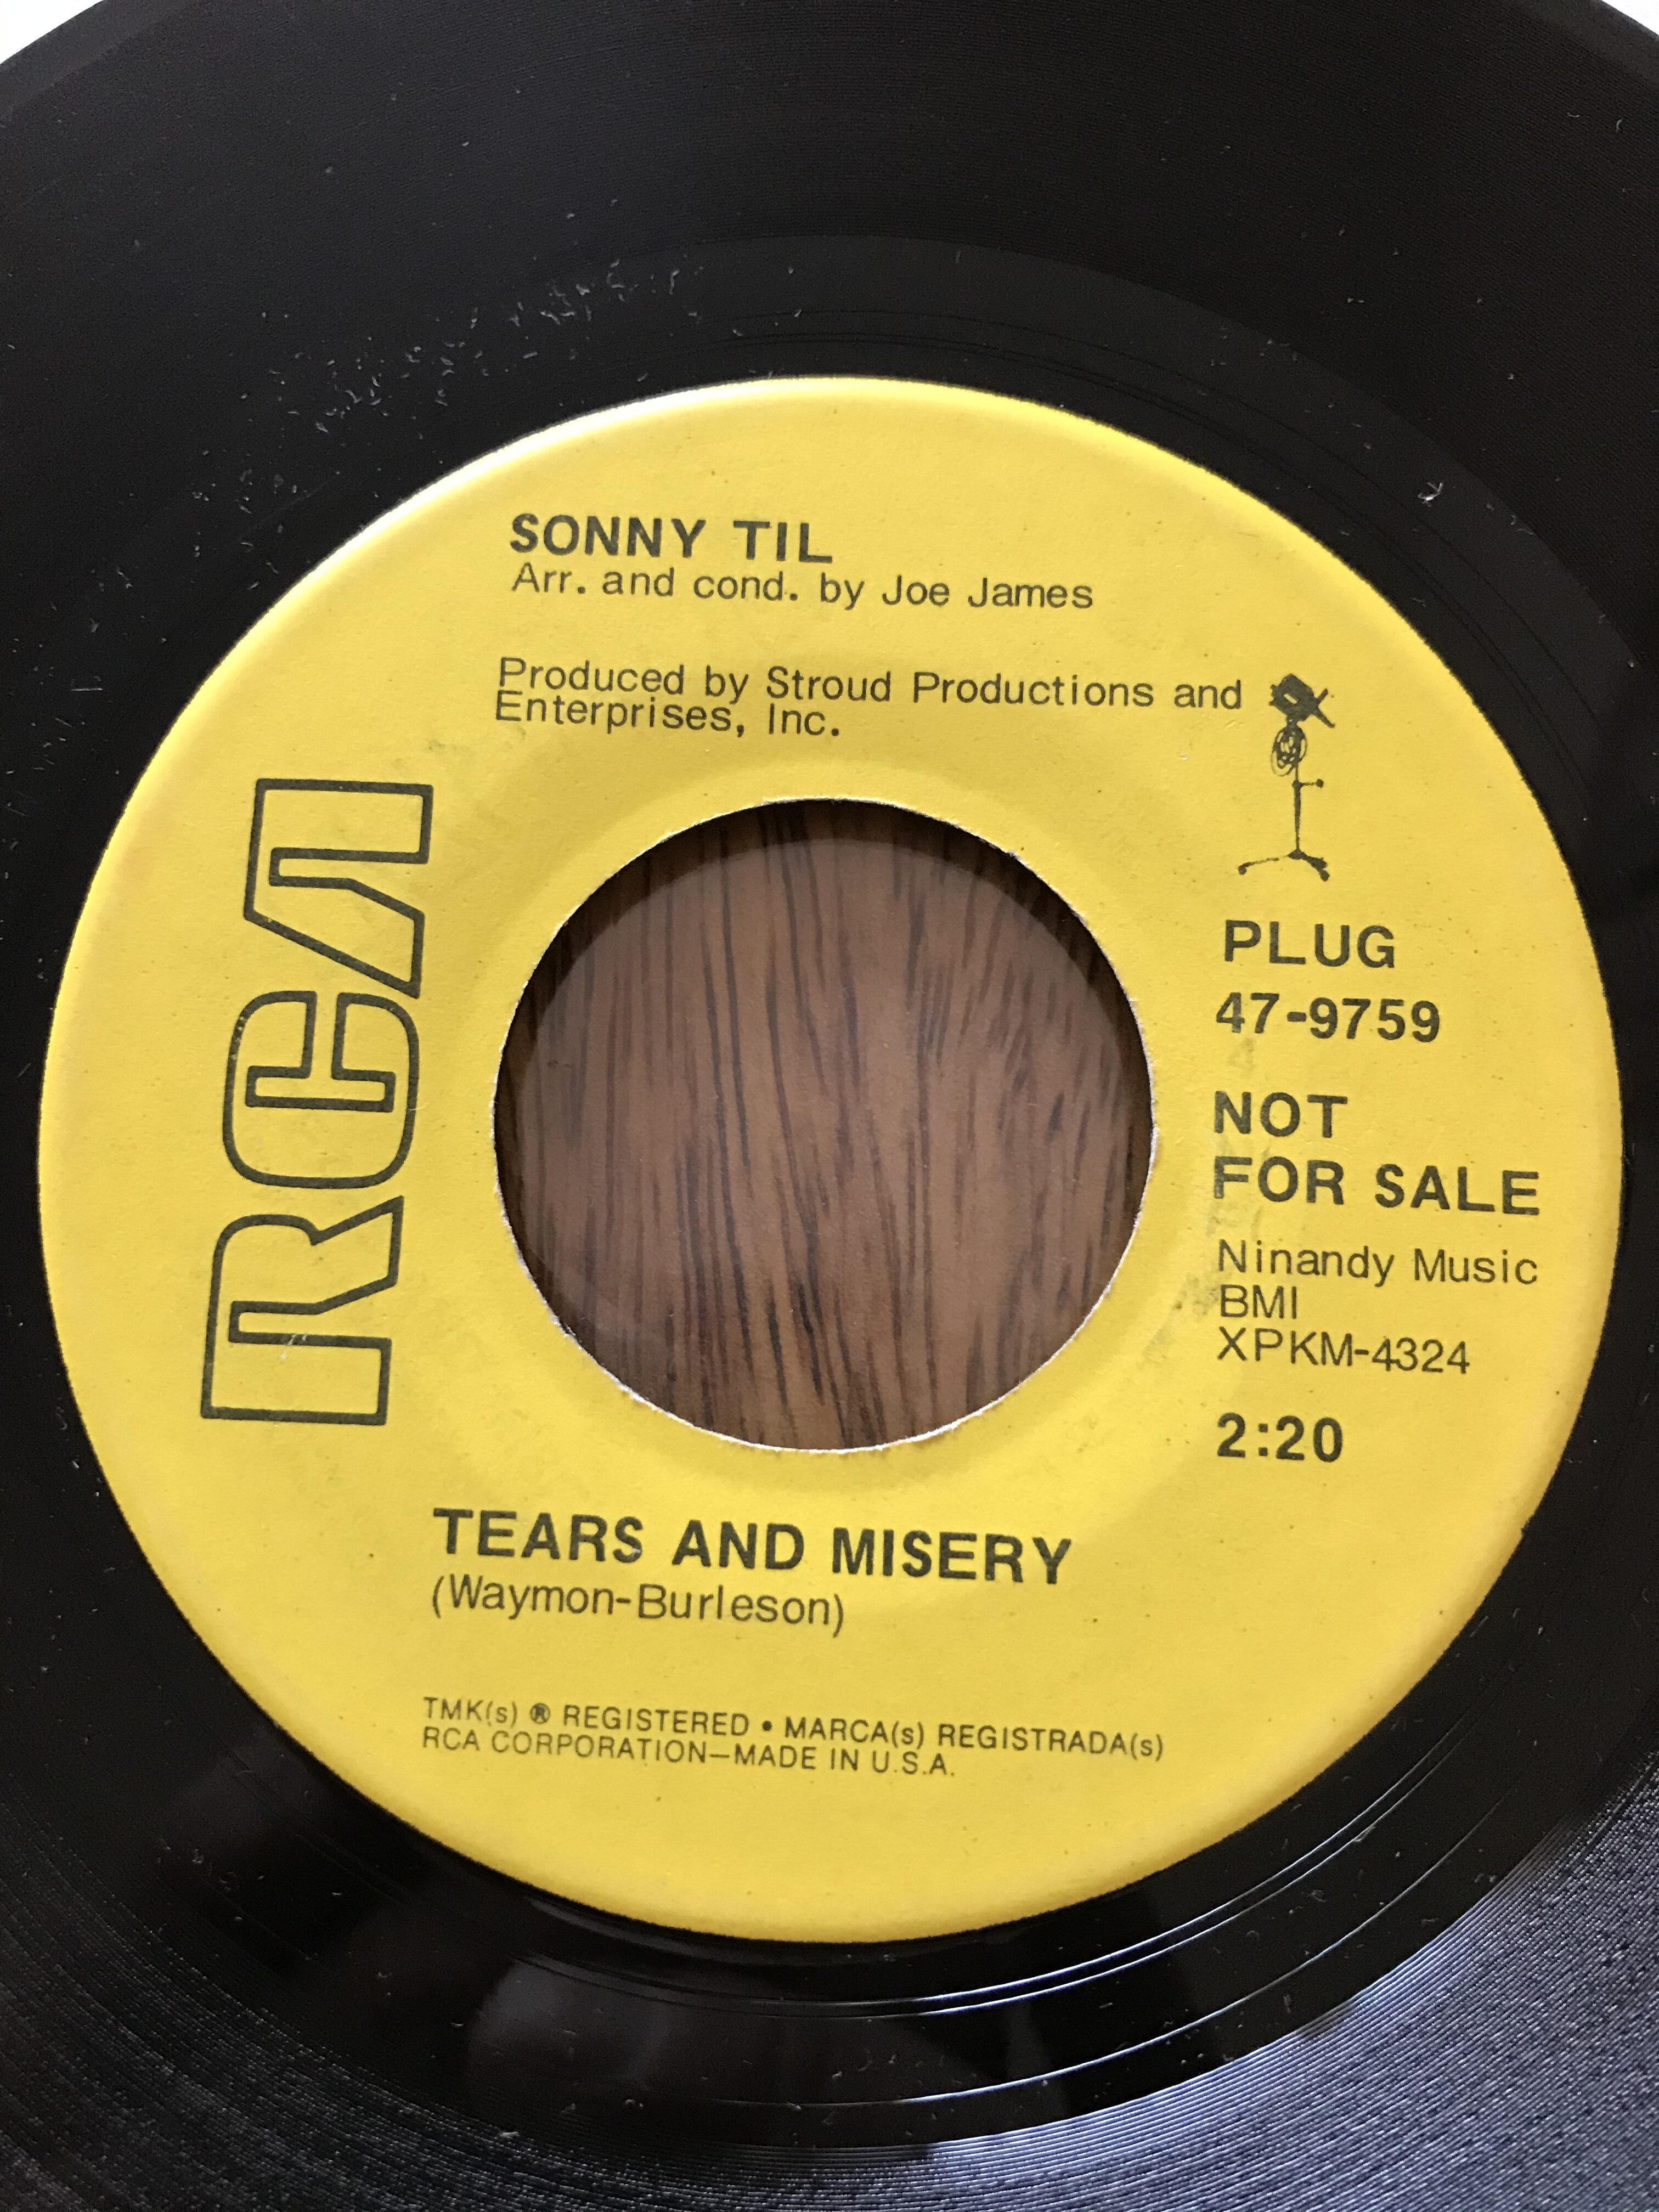 SONNY TIL
Arr. and cond. by Joe James
Produced by Stroud Productions and
Enterprises, Inc.
RCA
PLUG
47-9759
NOT
FOR SALE
Ninandy Music
BMI
XPKM-4324
2:20
TEARS AND MISERY
(Waymon-Burleson)
TMK(s) ® REGISTERED • MARCA(s) REGISTRADA(s)
RCA CORPORATION—MADE IN U.S.A.